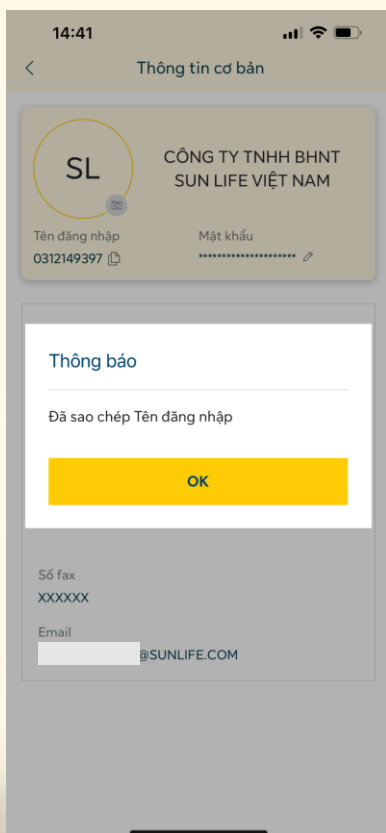 14:41
Thông tin cơ bản
SL
CÔNG TY TNHH BHNT
SUN LIFE VIỆT NAM
Tên đăng nhập
Mật khẩu
0312149397
*********************
Thông báo
Đã sao chép Tên đăng nhập
OK
Số fax
XXXXXX
Email
@SUNLIFE.COM